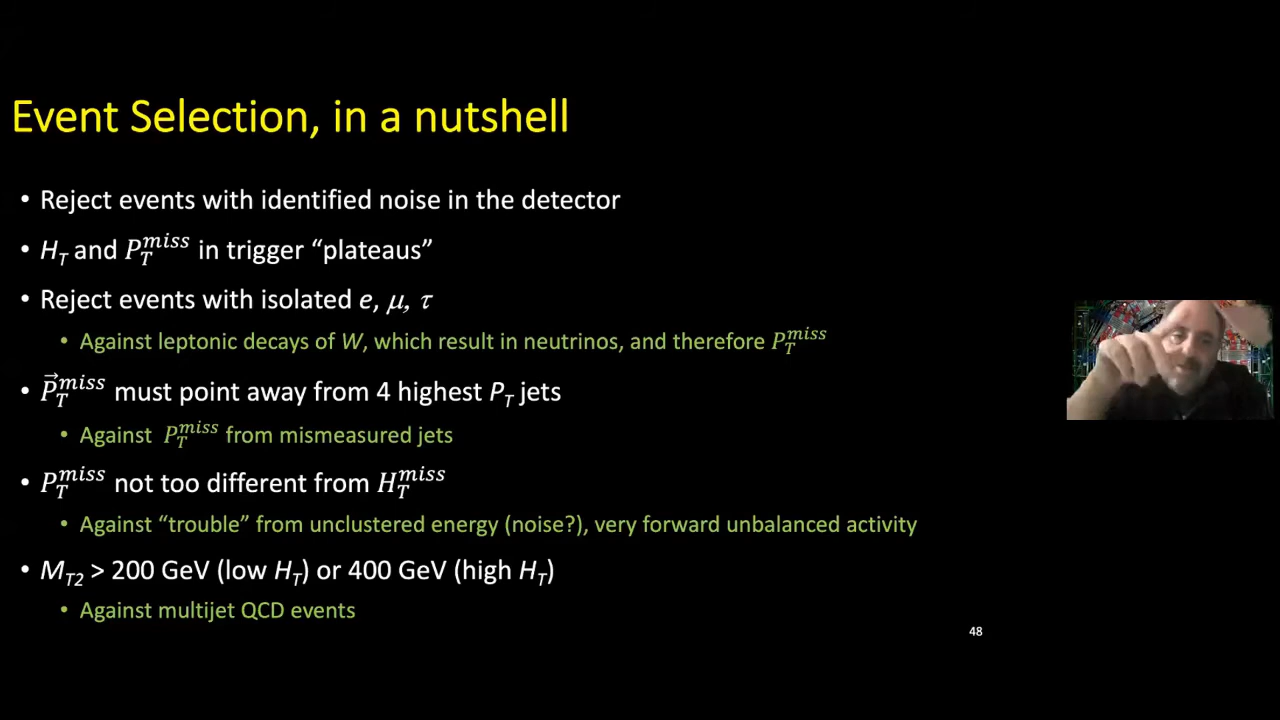 Event Selection, in a nutshell
• Reject events with identified noise in the detector
• H_T and P_T^miss in trigger “plateaus”
• Reject events with isolated e, μ, τ
• Against leptonic decays of W, which result in neutrinos, and therefore P_T^miss
• P⃗_T^miss must point away from 4 highest P_T jets
• Against P_T^miss from mismeasured jets
• P_T^miss not too different from H_T^miss
• Against “trouble” from unclustered energy (noise?), very forward unbalanced activity
• M_T2 > 200 GeV (low H_T) or 400 GeV (high H_T)
• Against multijet QCD events
48